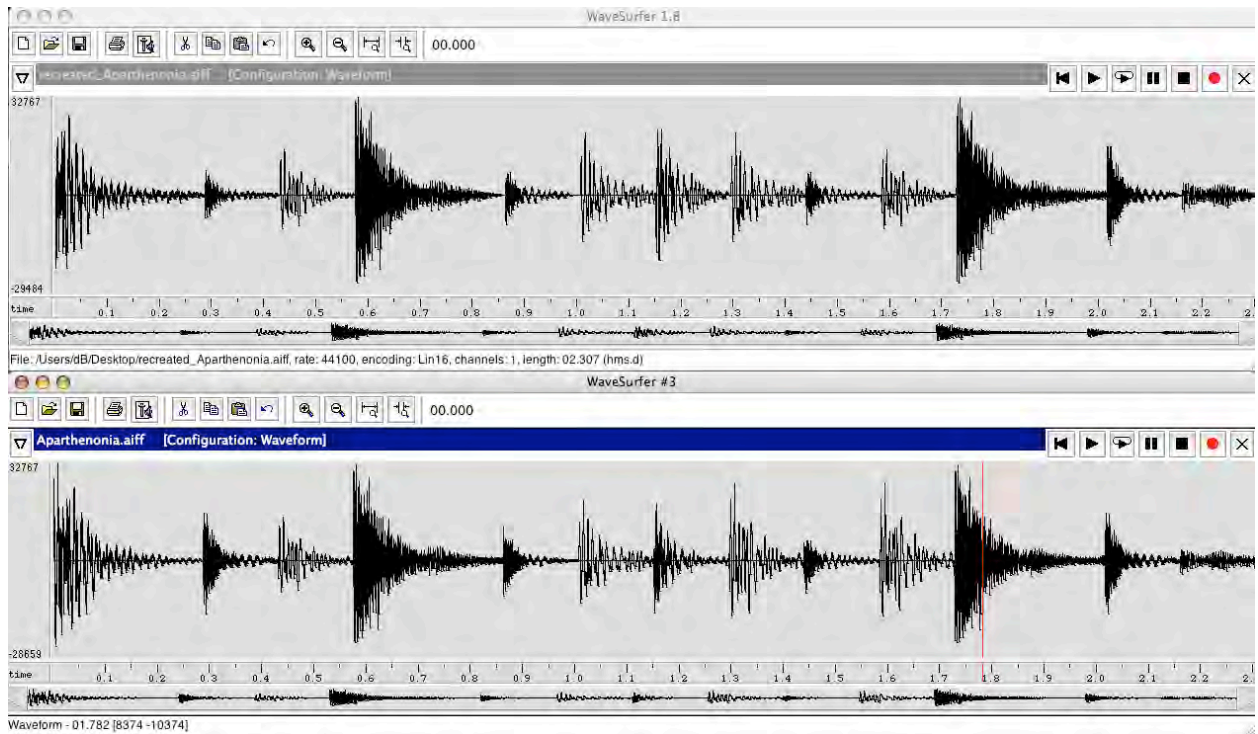 WaveSurfer 1.8
00.000
recreated_Aparthenonia.aiff [Configuration: Waveform]
32767
-29484
time 0.1 0.2 0.3 0.4 0.5 0.6 0.7 0.8 0.9 1.0 1.1 1.2 1.3 1.4 1.5 1.6 1.7 1.8 1.9 2.0 2.1 2.2 2.
File: /Users/dB/Desktop/recreated_Aparthenonia.aiff, rate: 44100, encoding: Lin16, channels: 1, length: 02.307 (hms.d)
WaveSurfer #3
00.000
Aparthenonia.aiff [Configuration: Waveform]
32767
-28659
time 0.1 0.2 0.3 0.4 0.5 0.6 0.7 0.8 0.9 1.0 1.1 1.2 1.3 1.4 1.5 1.6 1.7 1.8 1.9 2.0 2.1 2.2 2.
Waveform - 01.782 [8374 -10374]